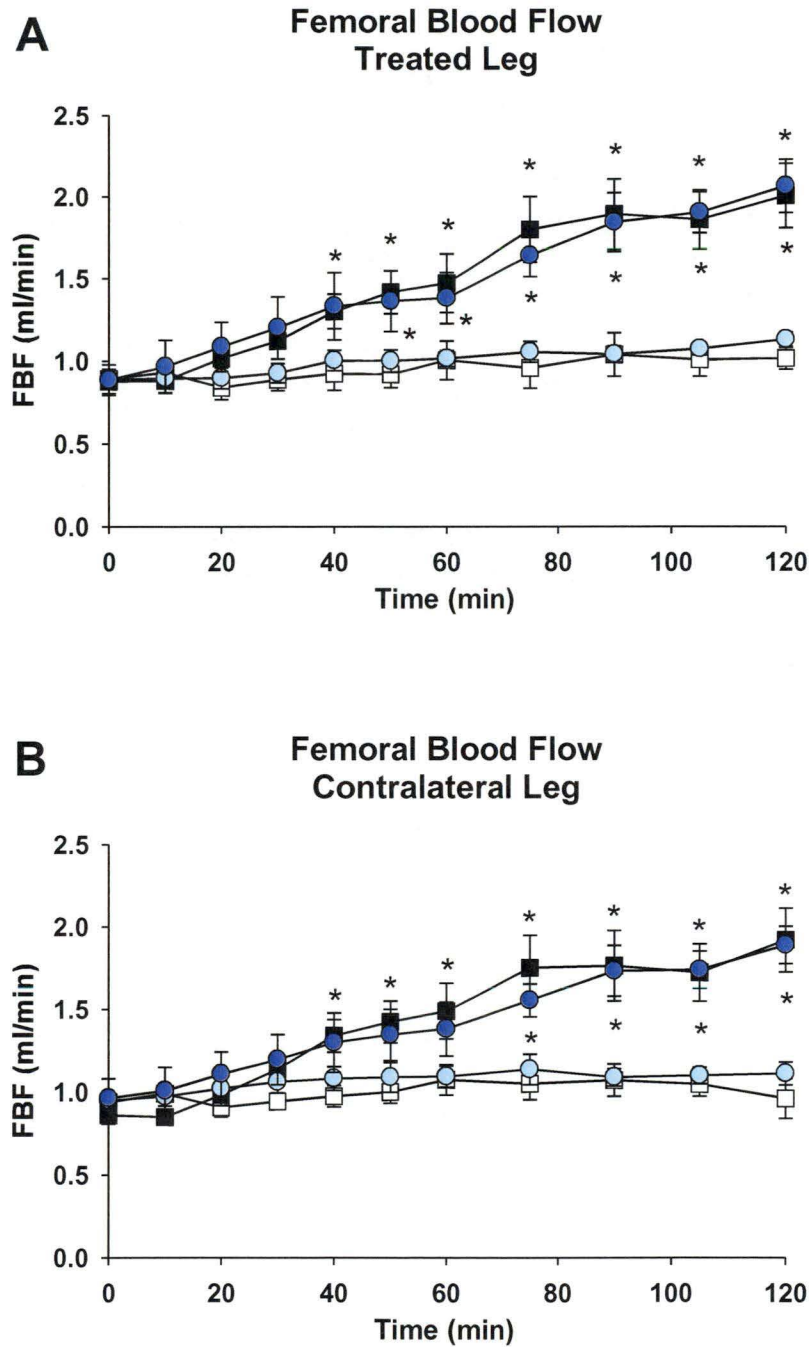 A
Femoral Blood Flow
Treated Leg
FBF (ml/min)
2.5
2.0
1.5
1.0
0.5
0.0
* * * * * * * *
* * * * * *
0 20 40 60 80 100 120
Time (min)
B
Femoral Blood Flow
Contralateral Leg
FBF (ml/min)
2.5
2.0
1.5
1.0
0.5
0.0
* * * * * * *
* * * *
0 20 40 60 80 100 120
Time (min)